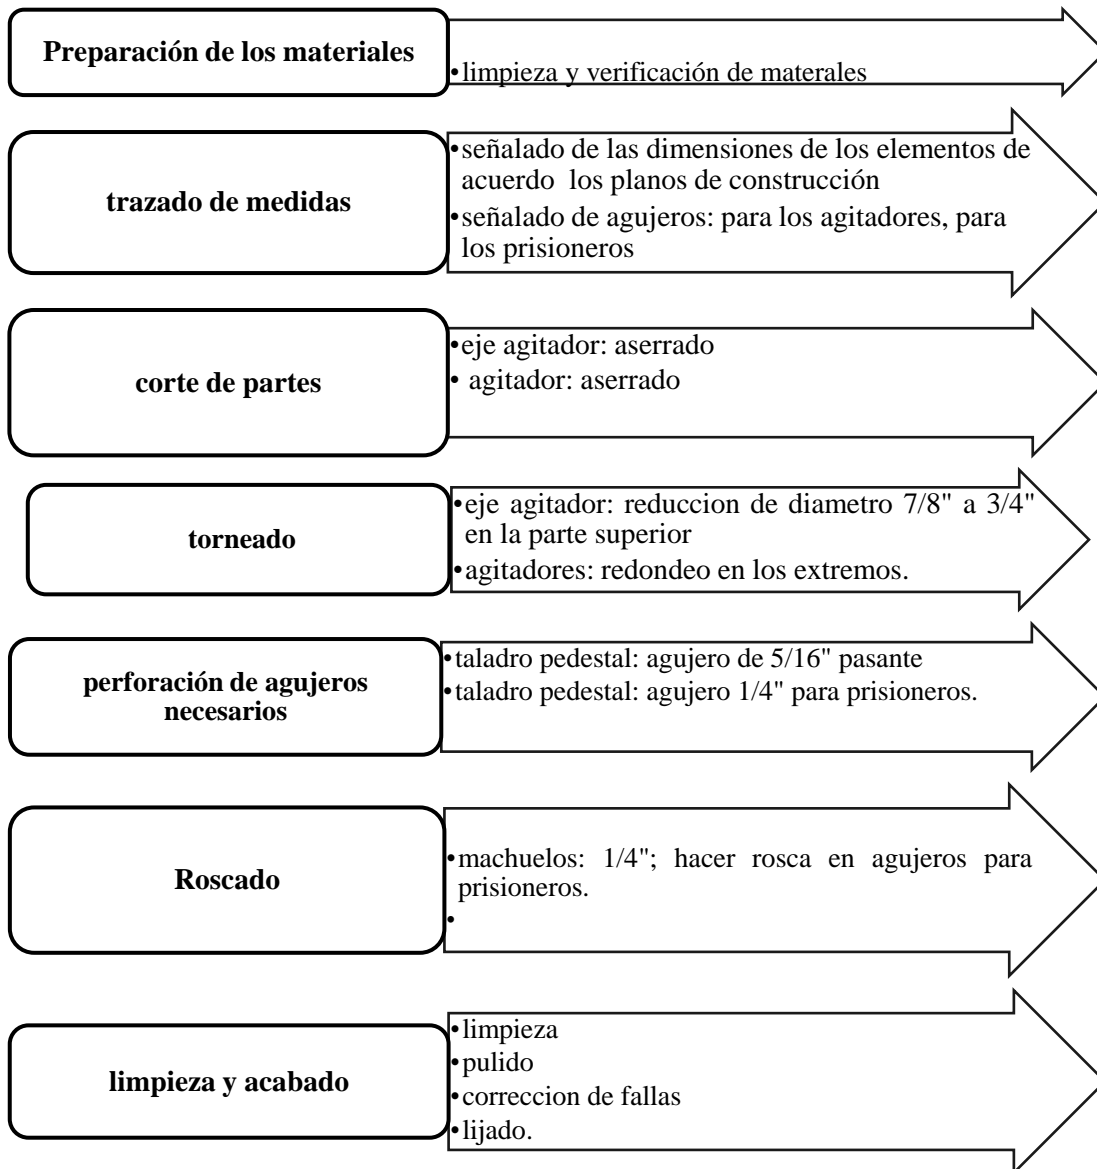 Preparación de los materiales
•limpieza y verificación de materales
trazado de medidas
•señalado de las dimensiones de los elementos de
acuerdo  los planos de construcción
•señalado de agujeros: para los agitadores, para
los prisioneros
corte de partes
•eje agitador: aserrado
• agitador: aserrado
torneado
•eje agitador: reduccion de diametro 7/8" a 3/4"
en la parte superior
•agitadores: redondeo en los extremos.
perforación de agujeros
necesarios
•taladro pedestal: agujero de 5/16" pasante
•taladro pedestal: agujero 1/4" para prisioneros.
Roscado
•machuelos: 1/4"; hacer rosca en agujeros para
prisioneros.
•
limpieza y acabado
•limpieza
•pulido
•correccion de fallas
•lijado.